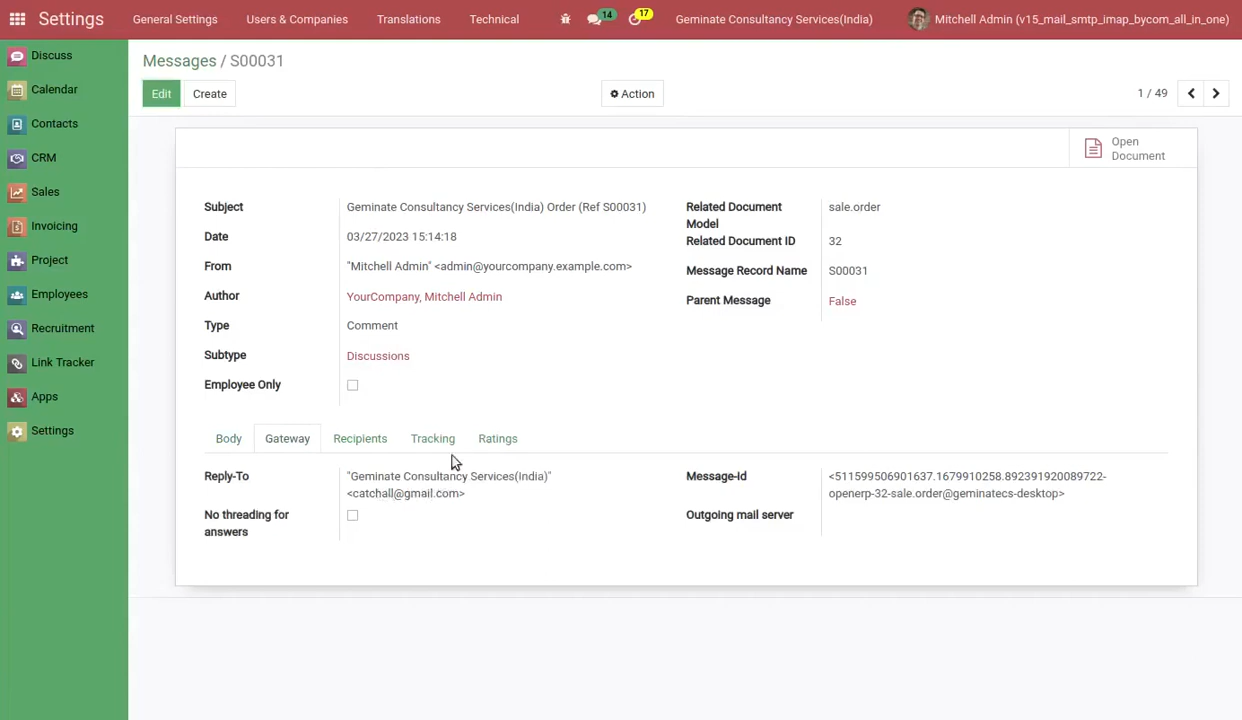 Settings
General Settings
Users & Companies
Translations
Technical
14
17
Geminate Consultancy Services(India)
Mitchell Admin (v15_mail_smtp_imap_bycom_all_in_one)
Discuss
Calendar
Contacts
CRM
Sales
Invoicing
Project
Employees
Recruitment
Link Tracker
Apps
Settings
Messages / S00031
Edit
Create
Action
1 / 49
Open
Document
Subject
Geminate Consultancy Services(India) Order (Ref S00031)
Date
03/27/2023 15:14:18
From
"Mitchell Admin" <admin@yourcompany.example.com>
Author
YourCompany, Mitchell Admin
Type
Comment
Subtype
Discussions
Employee Only
Related Document
Model
sale.order
Related Document ID
32
Message Record Name
S00031
Parent Message
False
Body
Gateway
Recipients
Tracking
Ratings
Reply-To
"Geminate Consultancy Services(India)"
<catchall@gmail.com>
No threading for
answers
Message-Id
<511599506901637.1679910258.892391920089722-
openerp-32-sale.order@geminatecs-desktop>
Outgoing mail server